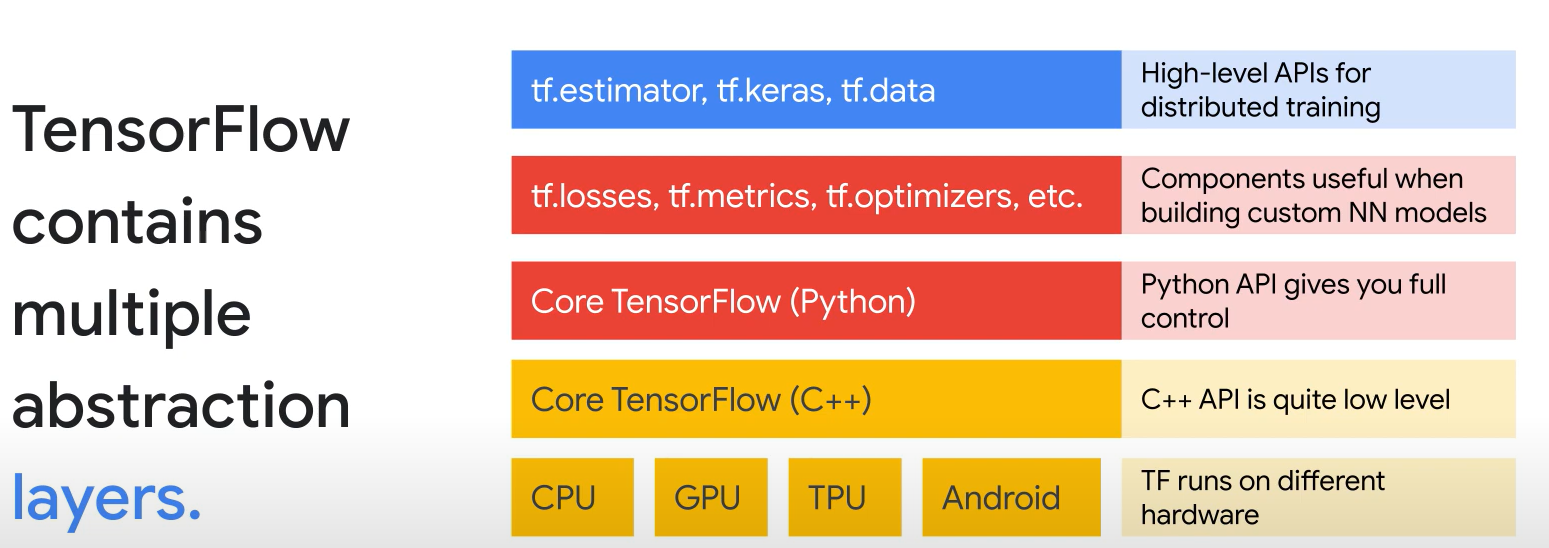 TensorFlow
contains
multiple
abstraction
layers.
tf.estimator, tf.keras, tf.data
High-level APIs for
distributed training
tf.losses, tf.metrics, tf.optimizers, etc.
Components useful when
building custom NN models
Core TensorFlow (Python)
Python API gives you full
control
Core TensorFlow (C++)
C++ API is quite low level
CPU
GPU
TPU
Android
TF runs on different
hardware